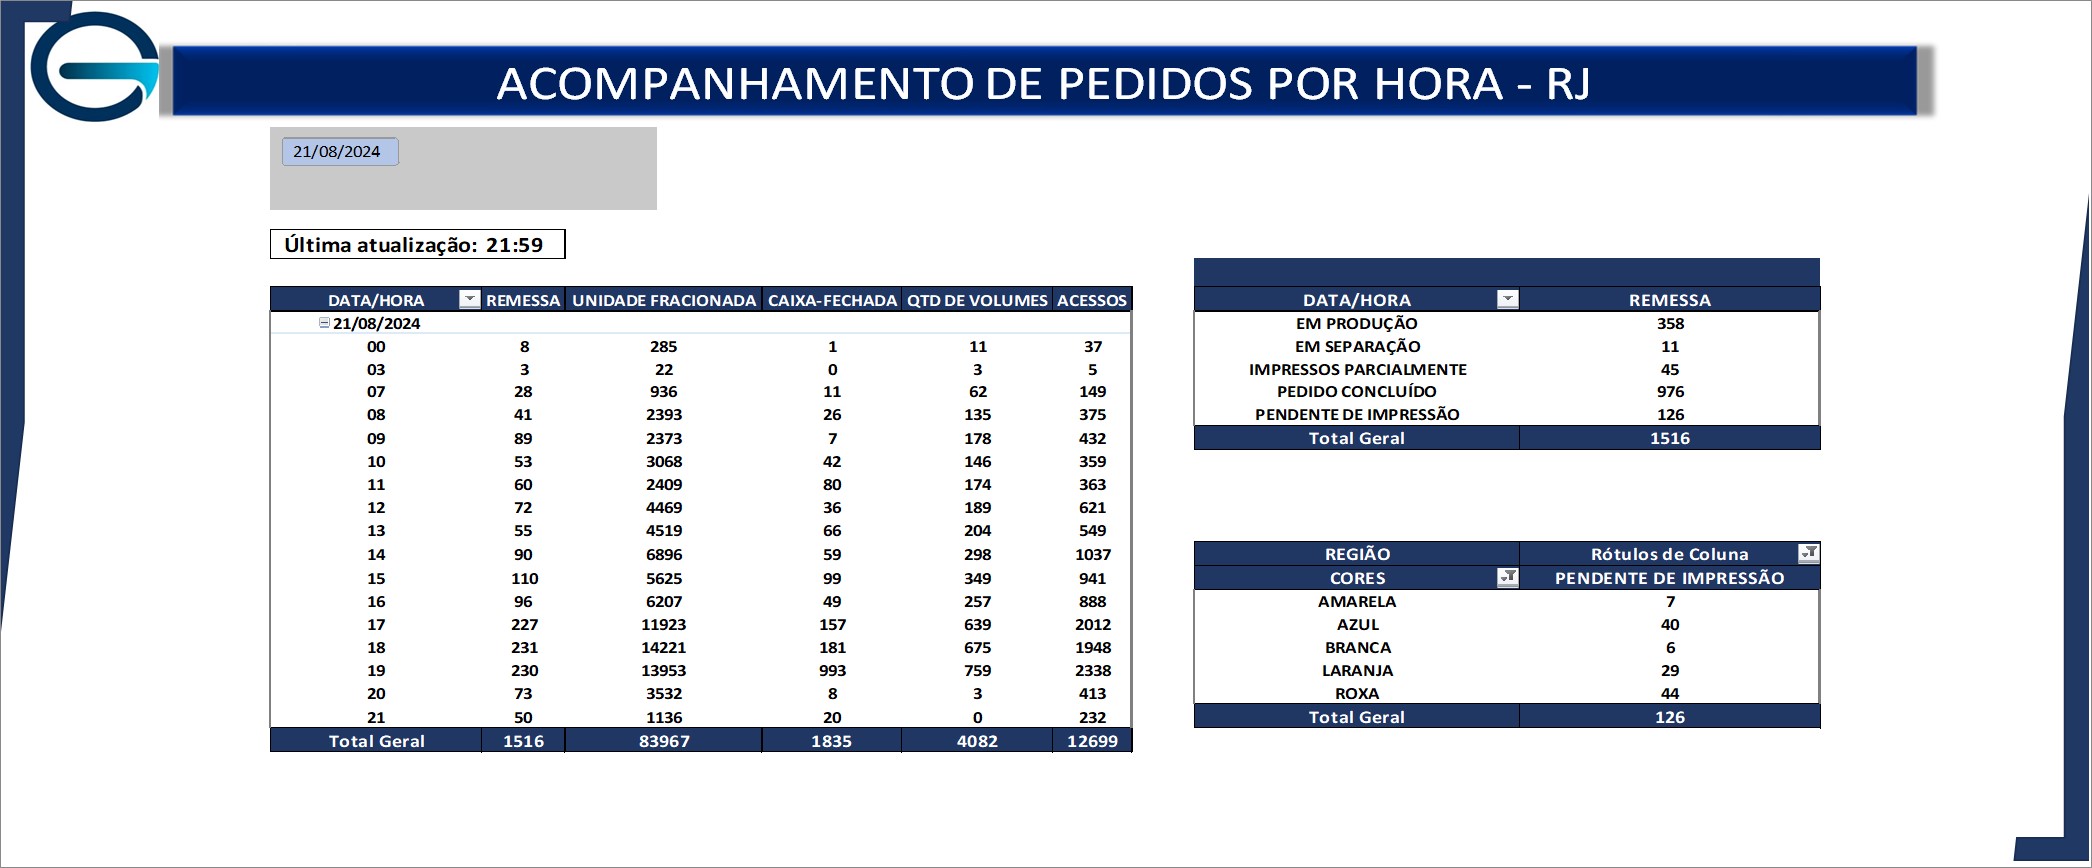 ACOMPANHAMENTO DE PEDIDOS POR HORA - RJ
21/08/2024
Última atualização: 21:59
DATA/HORA REMESSA UNIDADE FRACIONADA CAIXA-FECHADA QTD DE VOLUMES ACESSOS
21/08/2024
00 8 285 1 11 37
03 3 22 0 3 5
07 28 936 11 62 149
08 41 2393 26 135 375
09 89 2373 7 178 432
10 53 3068 42 146 359
11 60 2409 80 174 363
12 72 4469 36 189 621
13 55 4519 66 204 549
14 90 6896 59 298 1037
15 110 5625 99 349 941
16 96 6207 49 257 888
17 227 11923 157 639 2012
18 231 14221 181 675 1948
19 230 13953 993 759 2338
20 73 3532 8 3 413
21 50 1136 20 0 232
Total Geral 1516 83967 1835 4082 12699
DATA/HORA REMESSA
EM PRODUÇÃO 358
EM SEPARAÇÃO 11
IMPRESSOS PARCIALMENTE 45
PEDIDO CONCLUÍDO 976
PENDENTE DE IMPRESSÃO 126
Total Geral 1516
REGIÃO Rótulos de Coluna
CORES PENDENTE DE IMPRESSÃO
AMARELA 7
AZUL 40
BRANCA 6
LARANJA 29
ROXA 44
Total Geral 126